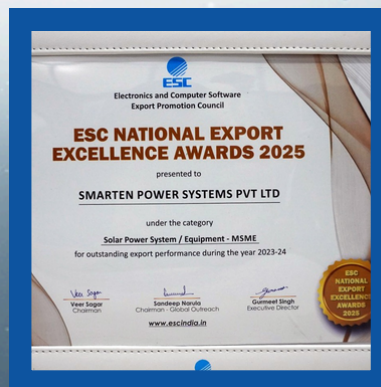 ESC
Electronics and Computer Software
Export Promotion Council
ESC NATIONAL EXPORT
EXCELLENCE AWARDS 2025
presented to
SMARTEN POWER SYSTEMS PVT LTD
under the category
Solar Power System / Equipment - MSME
for outstanding export performance during the year 2023-24
Veer Sagar
Veer Sagar
Chairman
Sandeep Narula
Chairman - Global Outreach
Gurmeet Singh
Executive Director
www.escindia.in
ESC
NATIONAL
EXPORT
EXCELLENCE
AWARDS
2025